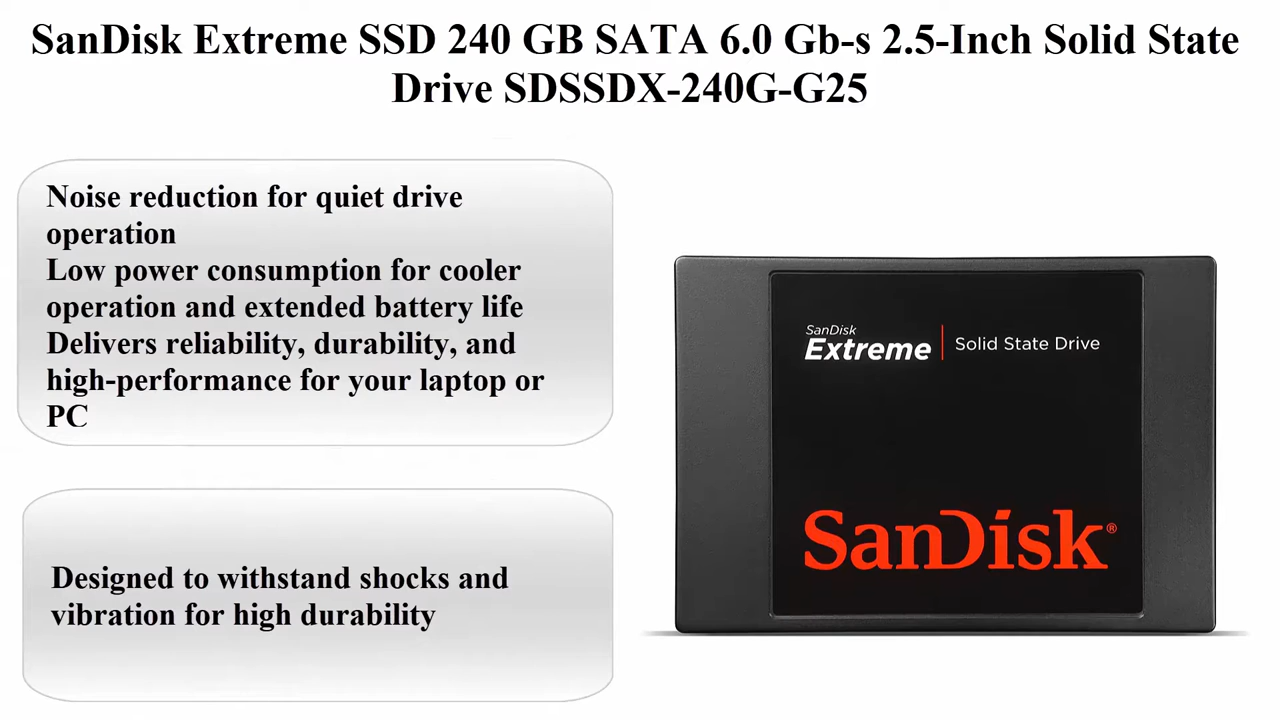 SanDisk Extreme SSD 240 GB SATA 6.0 Gb-s 2.5-Inch Solid State
Drive SDSSDX-240G-G25
Noise reduction for quiet drive
operation
Low power consumption for cooler
operation and extended battery life
Delivers reliability, durability, and
high-performance for your laptop or
PC
Designed to withstand shocks and
vibration for high durability
SanDisk
Extreme | Solid State Drive
SanDisk®